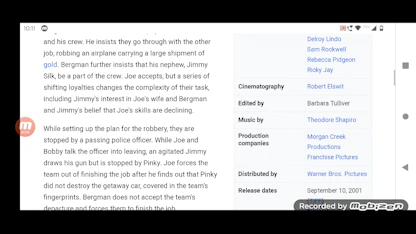 10:11
and his crew. He insists they go through with the other
job, robbing an airplane carrying a large shipment of
gold. Bergman further insists that his nephew, Jimmy
Silk, be a part of the crew. Joe accepts, but a series of
shifting loyalties changes the complexity of their task,
including Jimmy's interest in Joe's wife and Bergman
and Jimmy's belief that Joe's skills are declining.
While setting up the plan for the robbery, they are
stopped by a passing police officer. While Joe and
Bobby talk the officer into leaving, an agitated Jimmy
draws his gun but is stopped by Pinky. Joe forces the
team out of finishing the job after he finds out that Pinky
did not destroy the getaway car, covered in the team's
fingerprints. Bergman does not accept the team's
departure and forces them to finish the job.
Delroy Lindo
Sam Rockwell
Rebecca Pidgeon
Ricky Jay
Cinematography Robert Elswit
Edited by Barbara Tulliver
Music by Theodore Shapiro
Production companies Morgan Creek
Productions
Franchise Pictures
Distributed by Warner Bros. Pictures
Release dates September 10, 2001
Recorded by mobizen